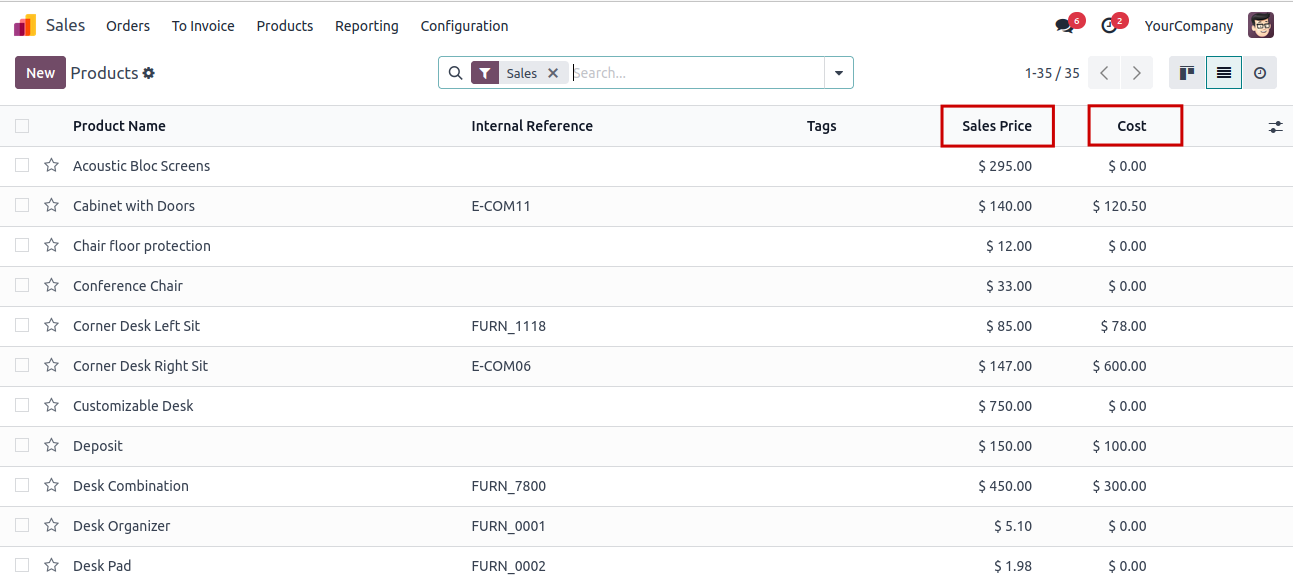 Sales Orders To Invoice Products Reporting Configuration 6 2 YourCompany
New Products Sales Search... 1-35 / 35
Product Name Internal Reference Tags Sales Price Cost
Acoustic Bloc Screens $ 295.00 $ 0.00
Cabinet with Doors E-COM11 $ 140.00 $ 120.50
Chair floor protection $ 12.00 $ 0.00
Conference Chair $ 33.00 $ 0.00
Corner Desk Left Sit FURN_1118 $ 85.00 $ 78.00
Corner Desk Right Sit E-COM06 $ 147.00 $ 600.00
Customizable Desk $ 750.00 $ 0.00
Deposit $ 150.00 $ 100.00
Desk Combination FURN_7800 $ 450.00 $ 300.00
Desk Organizer FURN_0001 $ 5.10 $ 0.00
Desk Pad FURN_0002 $ 1.98 $ 0.00